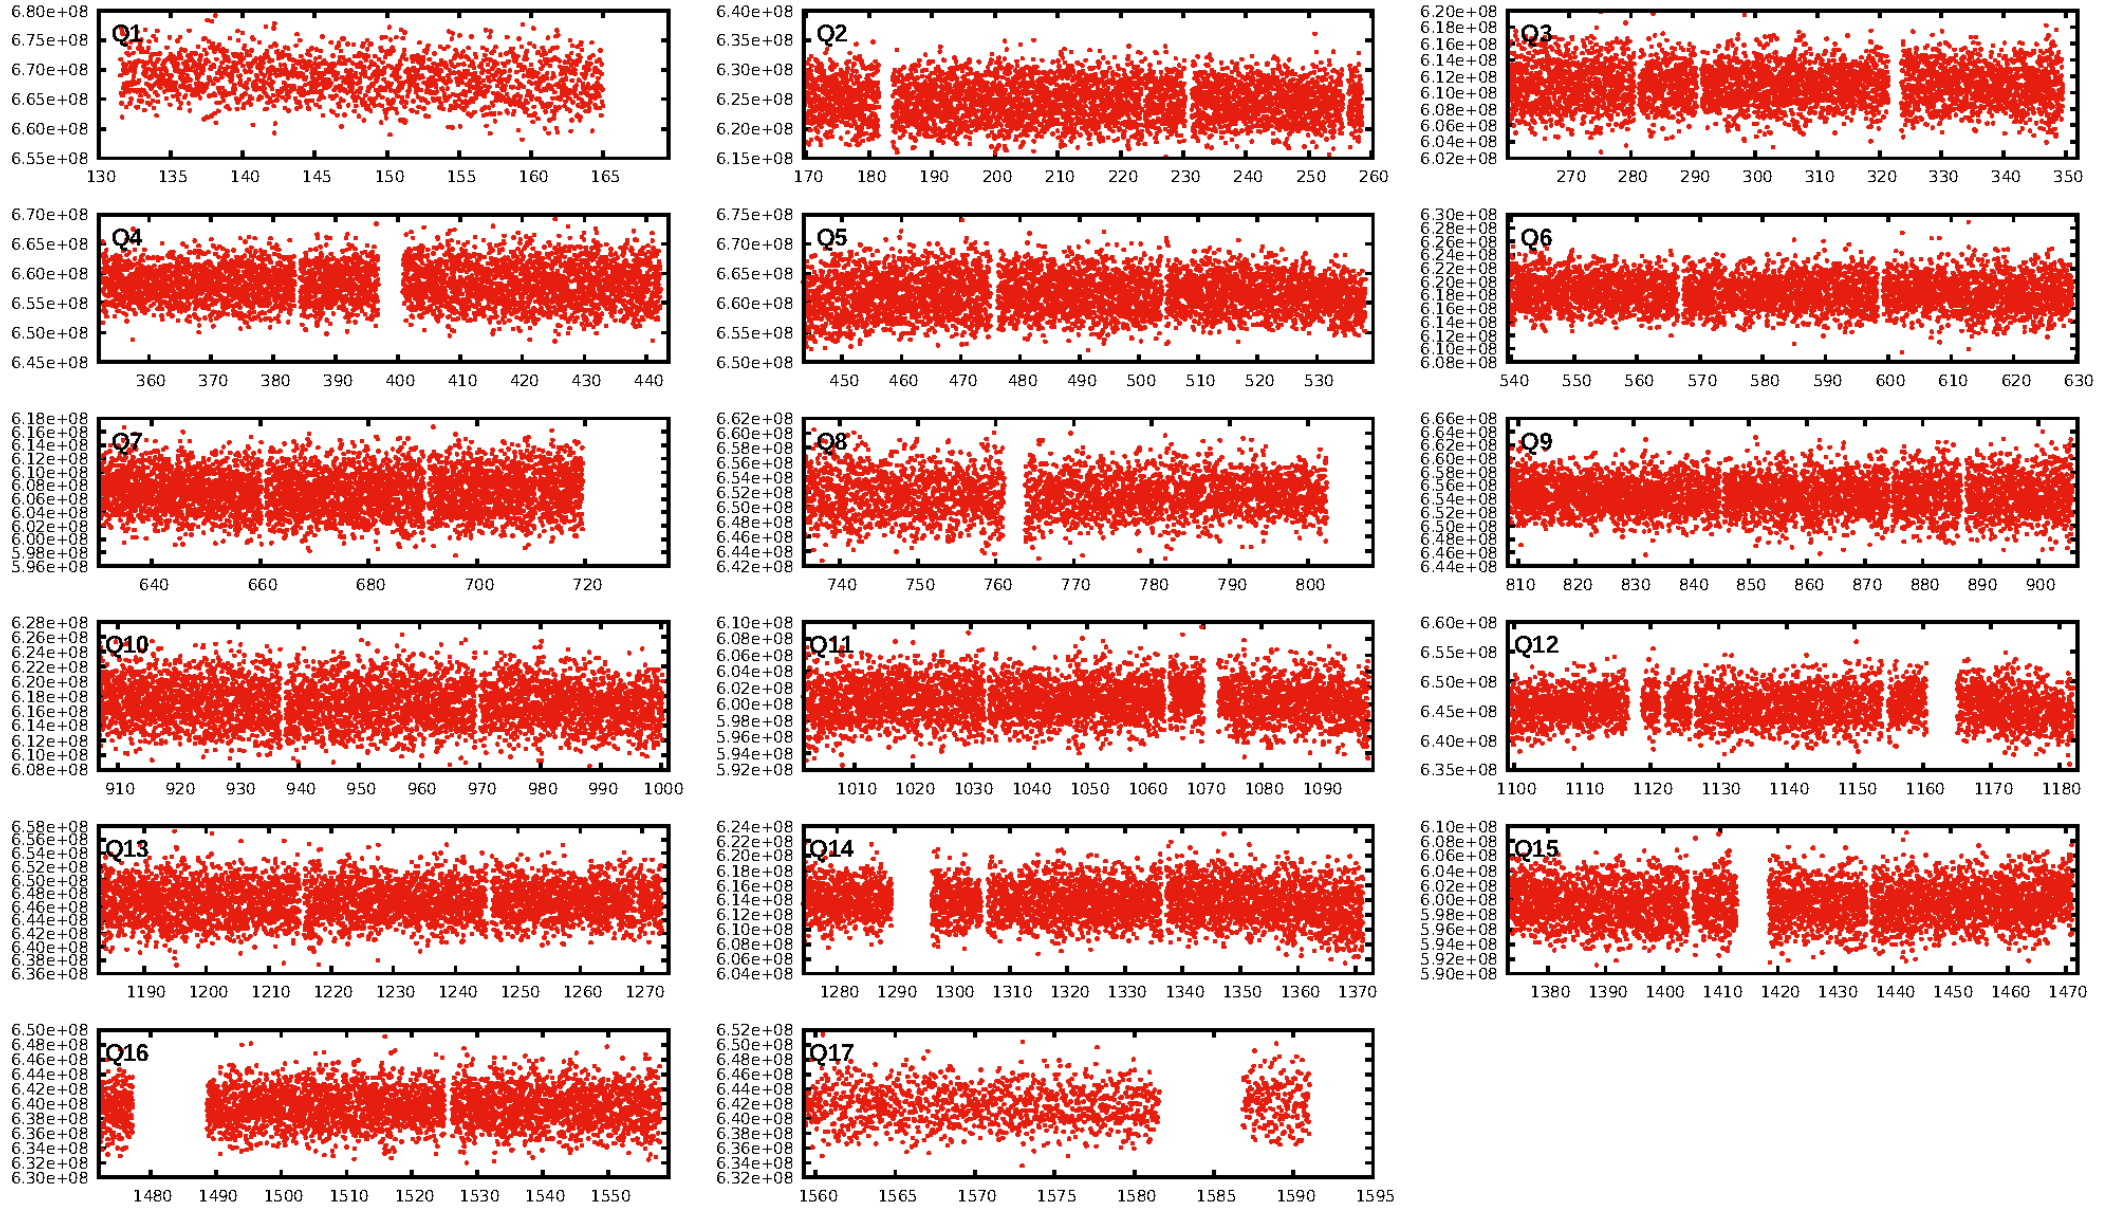 Q1
6.80e+08
6.75e+08
6.70e+08
6.65e+08
6.60e+08
6.55e+08
130 135 140 145 150 155 160 165
Q2
6.40e+08
6.35e+08
6.30e+08
6.25e+08
6.20e+08
6.15e+08
170 180 190 200 210 220 230 240 250 260
Q3
6.20e+08
6.18e+08
6.16e+08
6.14e+08
6.12e+08
6.10e+08
6.08e+08
6.06e+08
6.04e+08
6.02e+08
270 280 290 300 310 320 330 340 350
Q4
6.70e+08
6.65e+08
6.60e+08
6.55e+08
6.50e+08
6.45e+08
360 370 380 390 400 410 420 430 440
Q5
6.75e+08
6.70e+08
6.65e+08
6.60e+08
6.55e+08
6.50e+08
450 460 470 480 490 500 510 520 530
Q6
6.30e+08
6.28e+08
6.26e+08
6.24e+08
6.22e+08
6.20e+08
6.18e+08
6.16e+08
6.14e+08
6.12e+08
6.10e+08
6.08e+08
540 550 560 570 580 590 600 610 620 630
Q7
6.18e+08
6.16e+08
6.14e+08
6.12e+08
6.10e+08
6.08e+08
6.06e+08
6.04e+08
6.02e+08
6.00e+08
5.98e+08
5.96e+08
640 660 680 700 720
Q8
6.62e+08
6.60e+08
6.58e+08
6.56e+08
6.54e+08
6.52e+08
6.50e+08
6.48e+08
6.46e+08
6.44e+08
6.42e+08
740 750 760 770 780 790 800
Q9
6.66e+08
6.64e+08
6.62e+08
6.60e+08
6.58e+08
6.56e+08
6.54e+08
6.52e+08
6.50e+08
6.48e+08
6.46e+08
6.44e+08
810 820 830 840 850 860 870 880 890 900
Q10
6.28e+08
6.26e+08
6.24e+08
6.22e+08
6.20e+08
6.18e+08
6.16e+08
6.14e+08
6.12e+08
6.10e+08
6.08e+08
910 920 930 940 950 960 970 980 990 1000
Q11
6.10e+08
6.08e+08
6.06e+08
6.04e+08
6.02e+08
6.00e+08
5.98e+08
5.96e+08
5.94e+08
5.92e+08
1010 1020 1030 1040 1050 1060 1070 1080 1090
Q12
6.60e+08
6.55e+08
6.50e+08
6.45e+08
6.40e+08
6.35e+08
1100 1110 1120 1130 1140 1150 1160 1170 1180
Q13
6.58e+08
6.56e+08
6.54e+08
6.52e+08
6.50e+08
6.48e+08
6.46e+08
6.44e+08
6.42e+08
6.40e+08
6.38e+08
6.36e+08
1190 1200 1210 1220 1230 1240 1250 1260 1270
Q14
6.24e+08
6.22e+08
6.20e+08
6.18e+08
6.16e+08
6.14e+08
6.12e+08
6.10e+08
6.08e+08
6.06e+08
6.04e+08
1280 1290 1300 1310 1320 1330 1340 1350 1360 1370
Q15
6.10e+08
6.08e+08
6.06e+08
6.04e+08
6.02e+08
6.00e+08
5.98e+08
5.96e+08
5.94e+08
5.92e+08
5.90e+08
1380 1390 1400 1410 1420 1430 1440 1450 1460 1470
Q16
6.50e+08
6.48e+08
6.46e+08
6.44e+08
6.42e+08
6.40e+08
6.38e+08
6.36e+08
6.34e+08
6.32e+08
6.30e+08
1480 1490 1500 1510 1520 1530 1540 1550
Q17
6.52e+08
6.50e+08
6.48e+08
6.46e+08
6.44e+08
6.42e+08
6.40e+08
6.38e+08
6.36e+08
6.34e+08
6.32e+08
1560 1565 1570 1575 1580 1585 1590 1595